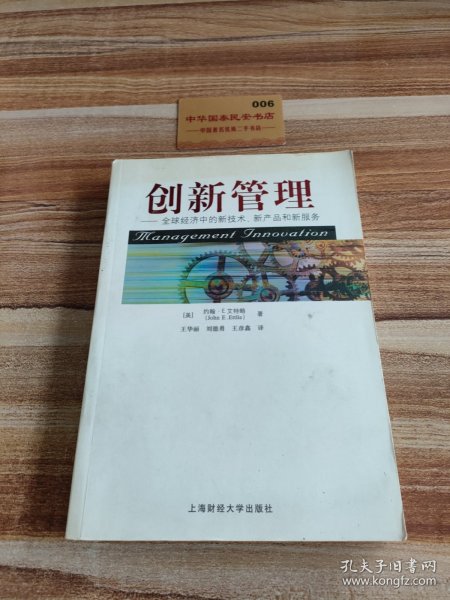 006
中华国泰民安书店
中国最具规模二手书店
创新管理
——全球经济中的新技术、新产品和新服务
Management Innovation
[美] 约翰·E.艾特略 著
(John E.Ettlie)
王华丽 刘德勇 王彦鑫 译
上海财经大学出版社
孔夫子旧书网
www.kongfz.com